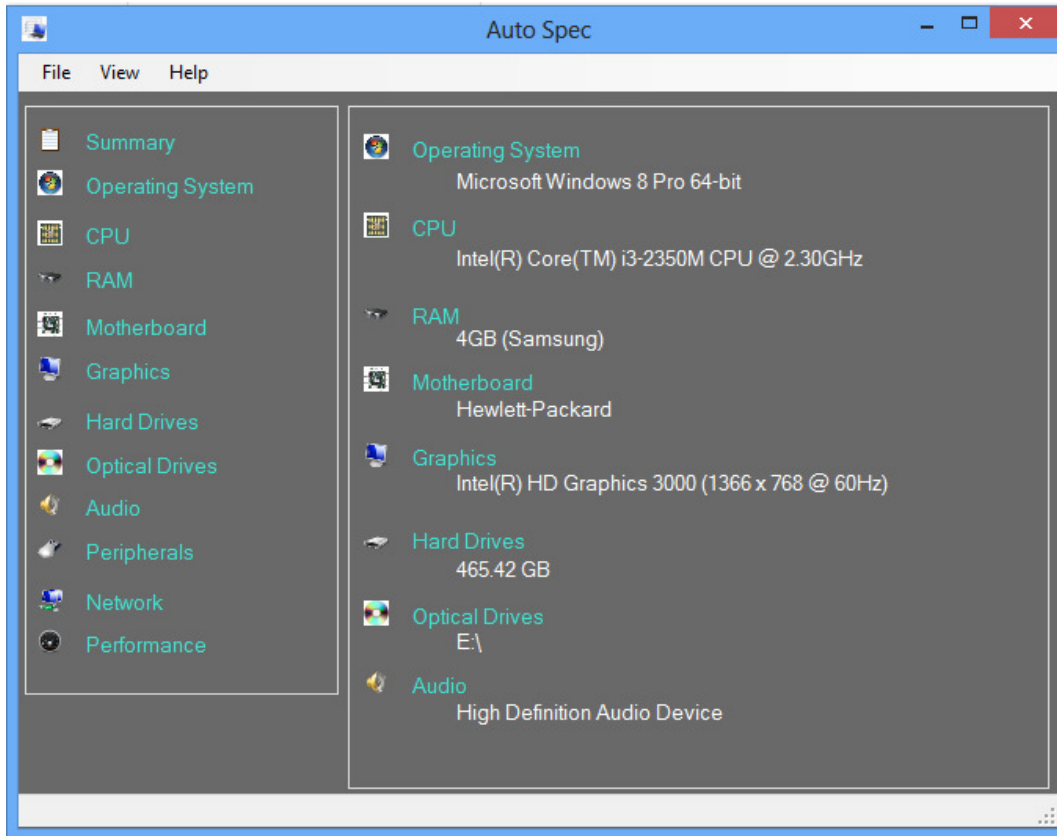 Auto Spec
File View Help
Summary
Operating System
CPU
RAM
Motherboard
Graphics
Hard Drives
Optical Drives
Audio
Peripherals
Network
Performance
Operating System
Microsoft Windows 8 Pro 64-bit
CPU
Intel(R) Core(TM) i3-2350M CPU @ 2.30GHz
RAM
4GB (Samsung)
Motherboard
Hewlett-Packard
Graphics
Intel(R) HD Graphics 3000 (1366 x 768 @ 60Hz)
Hard Drives
465.42 GB
Optical Drives
E:\
Audio
High Definition Audio Device